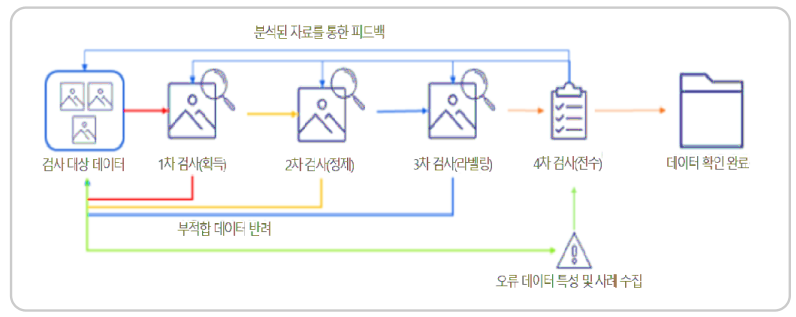 분석된 자료를 통한 피드백
검사 대상 데이터
1차 검사(획득)
2차 검사(정제)
3차 검사(라벨링)
4차 검사(전수)
데이터 확인 완료
부적합 데이터 반려
오류 데이터 특성 및 사례 수집